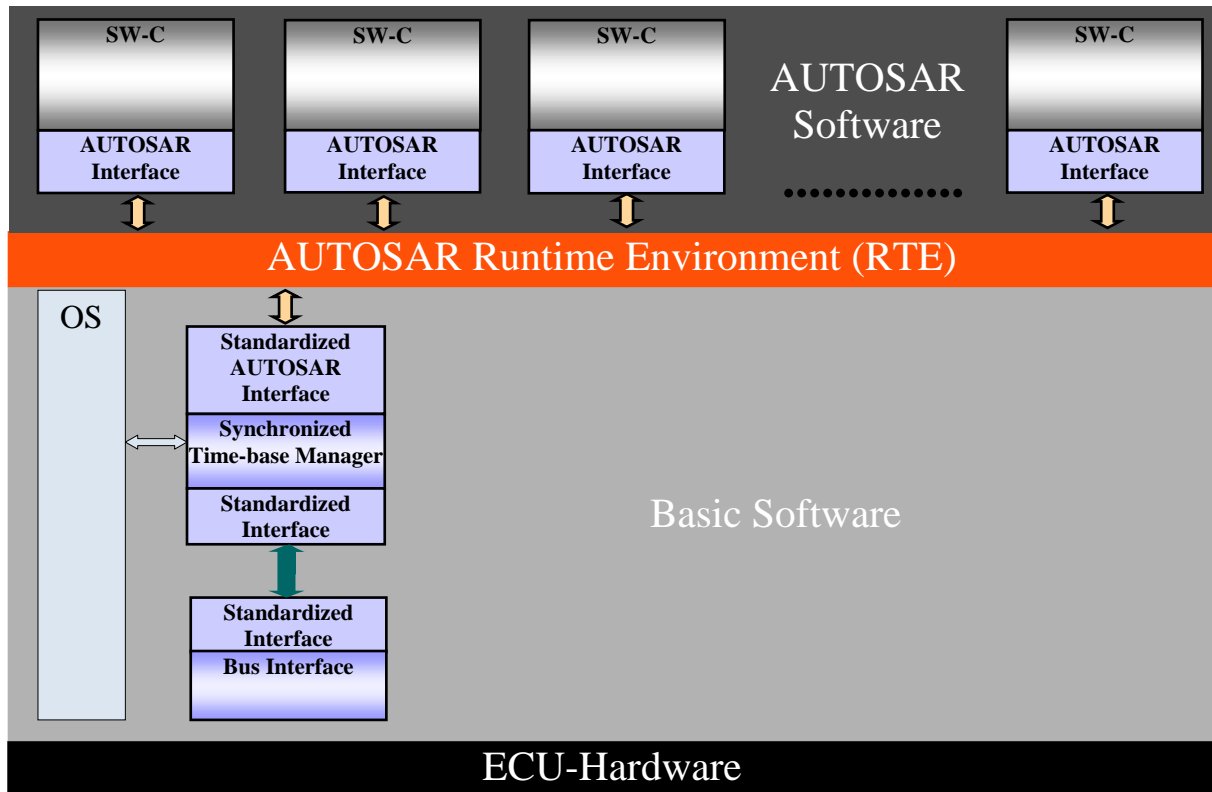 SW-C
AUTOSAR
Interface
SW-C
AUTOSAR
Interface
SW-C
AUTOSAR
Interface
AUTOSAR
Software
.............
SW-C
AUTOSAR
Interface
AUTOSAR Runtime Environment (RTE)
OS
Standardized
AUTOSAR
Interface
Synchronized
Time-base Manager
Standardized
Interface
Standardized
Interface
Bus Interface
Basic Software
ECU-Hardware